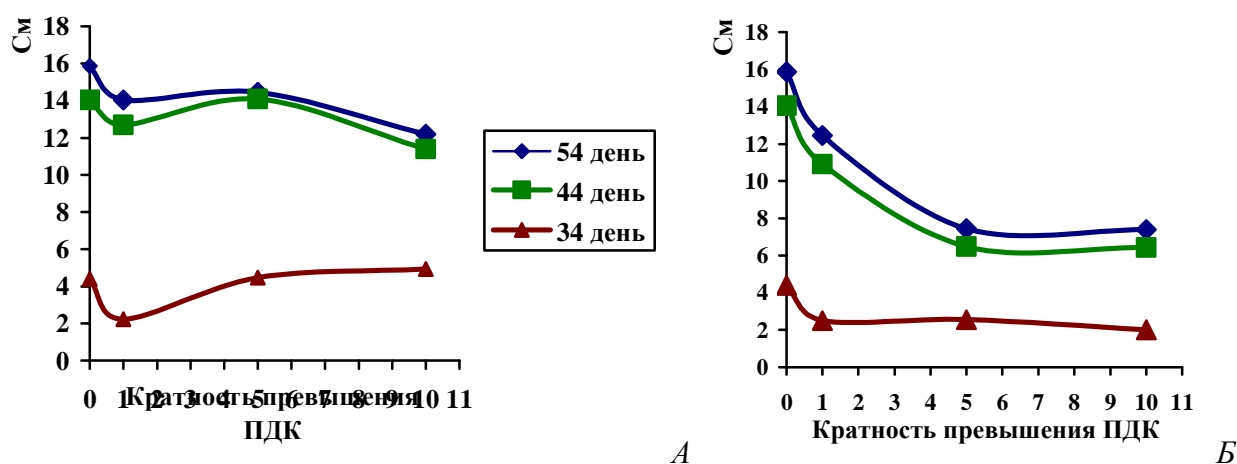 См
18
16
14
12
10
8
6
4
2
0
0 1 2 3 4 5 6 7 8 9 10 11
Кратность превышения
ПДК
54 день
44 день
34 день
А
См
18
16
14
12
10
8
6
4
2
0
0 1 2 3 4 5 6 7 8 9 10 11
Кратность превышения ПДК
Б